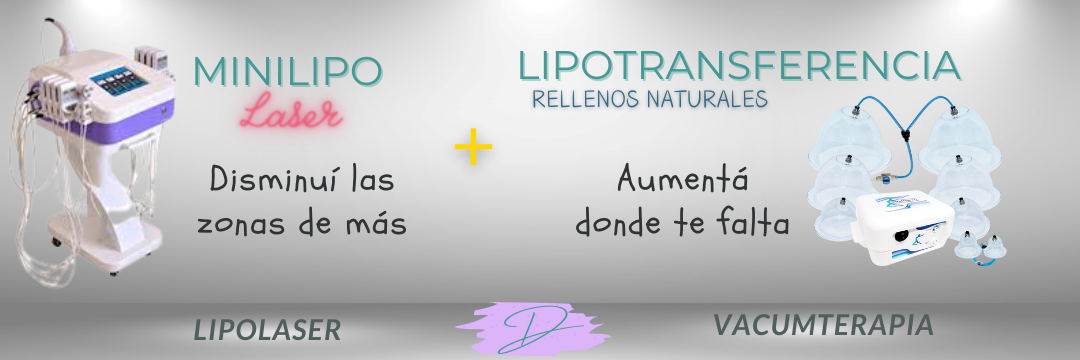 MINILIPO
Laser
Disminuí las
zonas de más
+
LIPOTRANSFERENCIA
RELLENOS NATURALES
Aumentá
donde te falta
LIPOLASER
D
VACUMTERAPIA